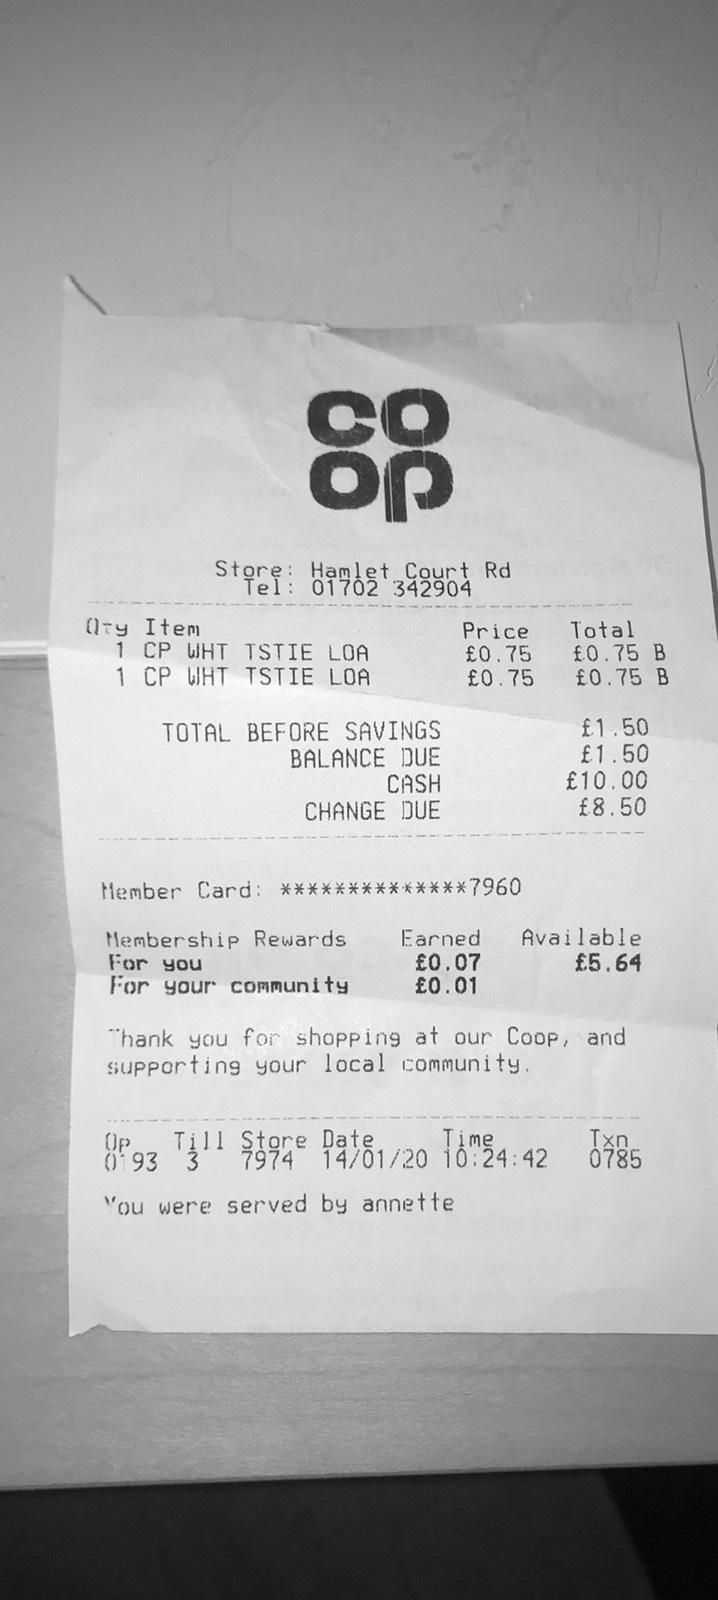 CO
OP
Store: Hamlet Court Rd
Tel: 01702 342904
Qty Item Price Total
1 CP WHT TSTIE LOA £0.75 £0.75 B
1 CP WHT TSTIE LOA £0.75 £0.75 B
TOTAL BEFORE SAVINGS £1.50
BALANCE DUE £1.50
CASH £10.00
CHANGE DUE £8.50
Member Card: **************7960
Membership Rewards Earned Available
For you £0.07 £5.64
For your community £0.01
Thank you for shopping at our Coop, and
supporting your local community.
Op Till Store Date Time Txn
3 7974 14/01/20 10:24:42 0785
You were served by annette